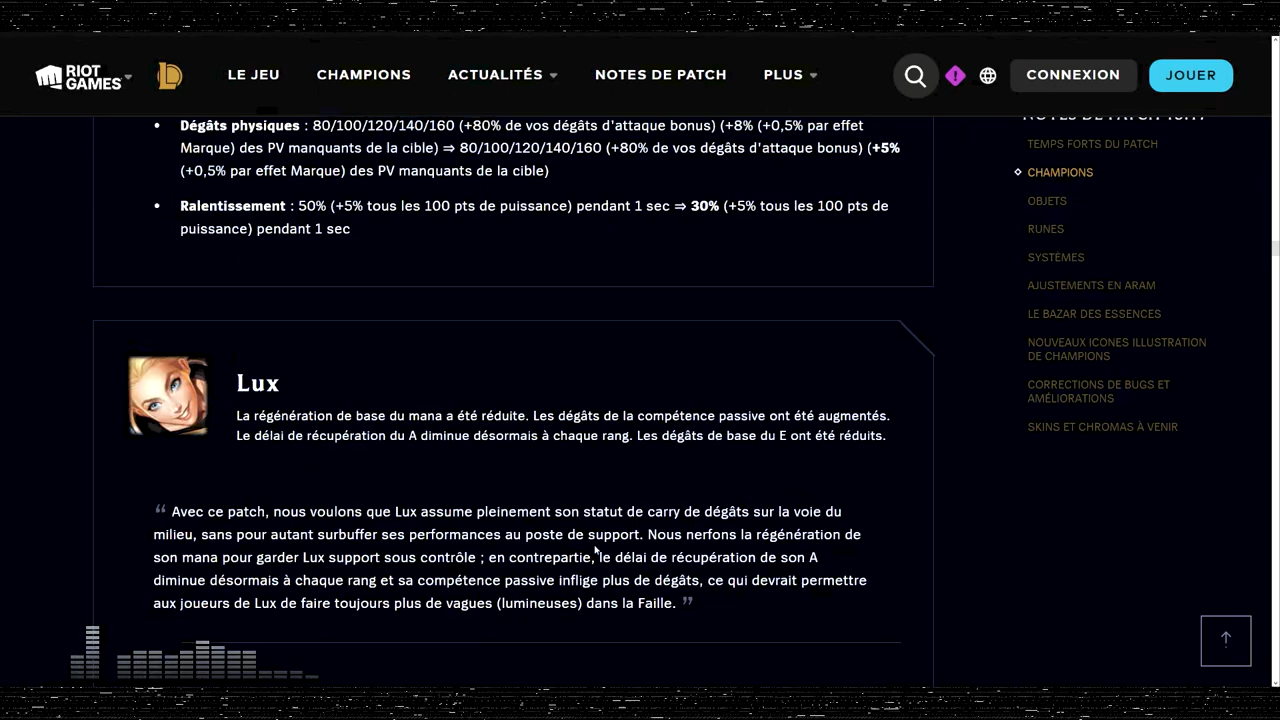 RIOT GAMES
LE JEU
CHAMPIONS
ACTUALITÉS
NOTES DE PATCH
PLUS
CONNEXION
JOUER
• Dégâts physiques : 80/100/120/140/160 (+80% de vos dégâts d'attaque bonus) (+8% (+0,5% par effet
Marque) des PV manquants de la cible) ⇒ 80/100/120/140/160 (+80% de vos dégâts d'attaque bonus) (+5%
(+0,5% par effet Marque) des PV manquants de la cible)
• Ralentissement : 50% (+5% tous les 100 pts de puissance) pendant 1 sec ⇒ 30% (+5% tous les 100 pts de
puissance) pendant 1 sec
Lux
La régénération de base du mana a été réduite. Les dégâts de la compétence passive ont été augmentés.
Le délai de récupération du A diminue désormais à chaque rang. Les dégâts de base du E ont été réduits.
“ Avec ce patch, nous voulons que Lux assume pleinement son statut de carry de dégâts sur la voie du
milieu, sans pour autant surbuffer ses performances au poste de support. Nous nerfons la régénération de
son mana pour garder Lux support sous contrôle ; en contrepartie, le délai de récupération de son A
diminue désormais à chaque rang et sa compétence passive inflige plus de dégâts, ce qui devrait permettre
aux joueurs de Lux de faire toujours plus de vagues (lumineuses) dans la Faille. ”
NOTES DE PATCH
TEMPS FORTS DU PATCH
CHAMPIONS
OBJETS
RUNES
SYSTÈMES
AJUSTEMENTS EN ARAM
LE BAZAR DES ESSENCES
NOUVEAUX ICONES ILLUSTRATION
DE CHAMPIONS
CORRECTIONS DE BUGS ET
AMÉLIORATIONS
SKINS ET CHROMAS À VENIR